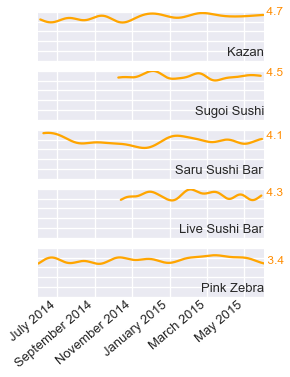 4.7
Kazan
4.5
Sugoi Sushi
4.1
Saru Sushi Bar
4.3
Live Sushi Bar
3.4
Pink Zebra
July 2014
September 2014
November 2014
January 2015
March 2015
May 2015